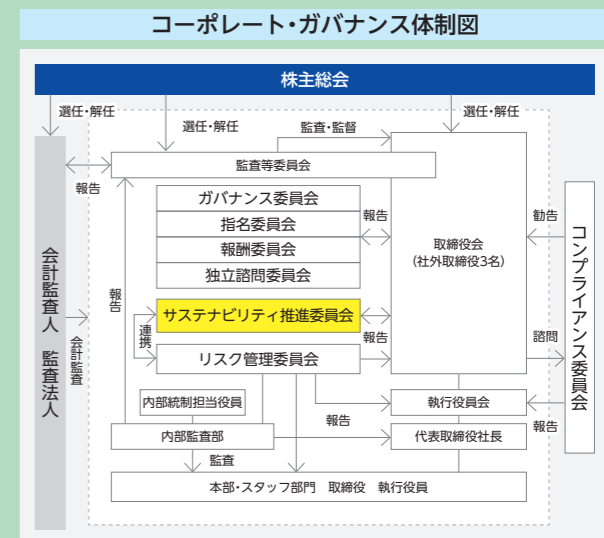 コーポレート・ガバナンス体制図
株主総会
選任・解任
選任・解任
選任・解任
監査・監督
監査等委員会
報告
ガバナンス委員会
指名委員会
報酬委員会
独立諮問委員会
報告
取締役会
(社外取締役3名)
勧告
コンプライアンス委員会
会計監査人 監査法人
会計監査
報告
サステナビリティ推進委員会
連携
報告
リスク管理委員会
諮問
内部統制担当役員
執行役員会
報告
報告
内部監査部
代表取締役社長
監査
本部・スタッフ部門 取締役 執行役員